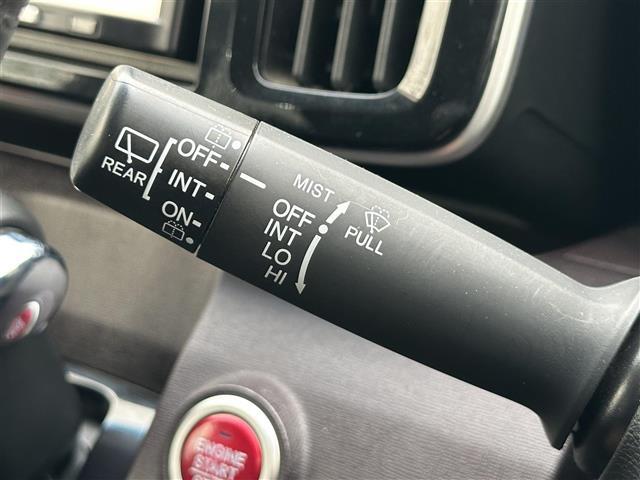 REAR
OFF
INT
ON
MIST
OFF
INT
LO
HI
PULL
ENGINE
START